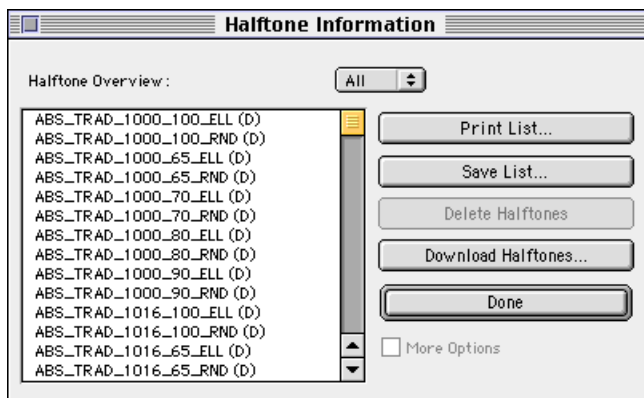 Halftone Information
Halftone Overview :
All
ABS_TRAD_1000_100_ELL (D)
ABS_TRAD_1000_100_RND (D)
ABS_TRAD_1000_65_ELL (D)
ABS_TRAD_1000_65_RND (D)
ABS_TRAD_1000_70_ELL (D)
ABS_TRAD_1000_70_RND (D)
ABS_TRAD_1000_80_ELL (D)
ABS_TRAD_1000_80_RND (D)
ABS_TRAD_1000_90_ELL (D)
ABS_TRAD_1000_90_RND (D)
ABS_TRAD_1016_100_ELL (D)
ABS_TRAD_1016_100_RND (D)
ABS_TRAD_1016_65_ELL (D)
ABS_TRAD_1016_65_RND (D)
Print List...
Save List...
Delete Halftones
Download Halftones...
Done
More Options